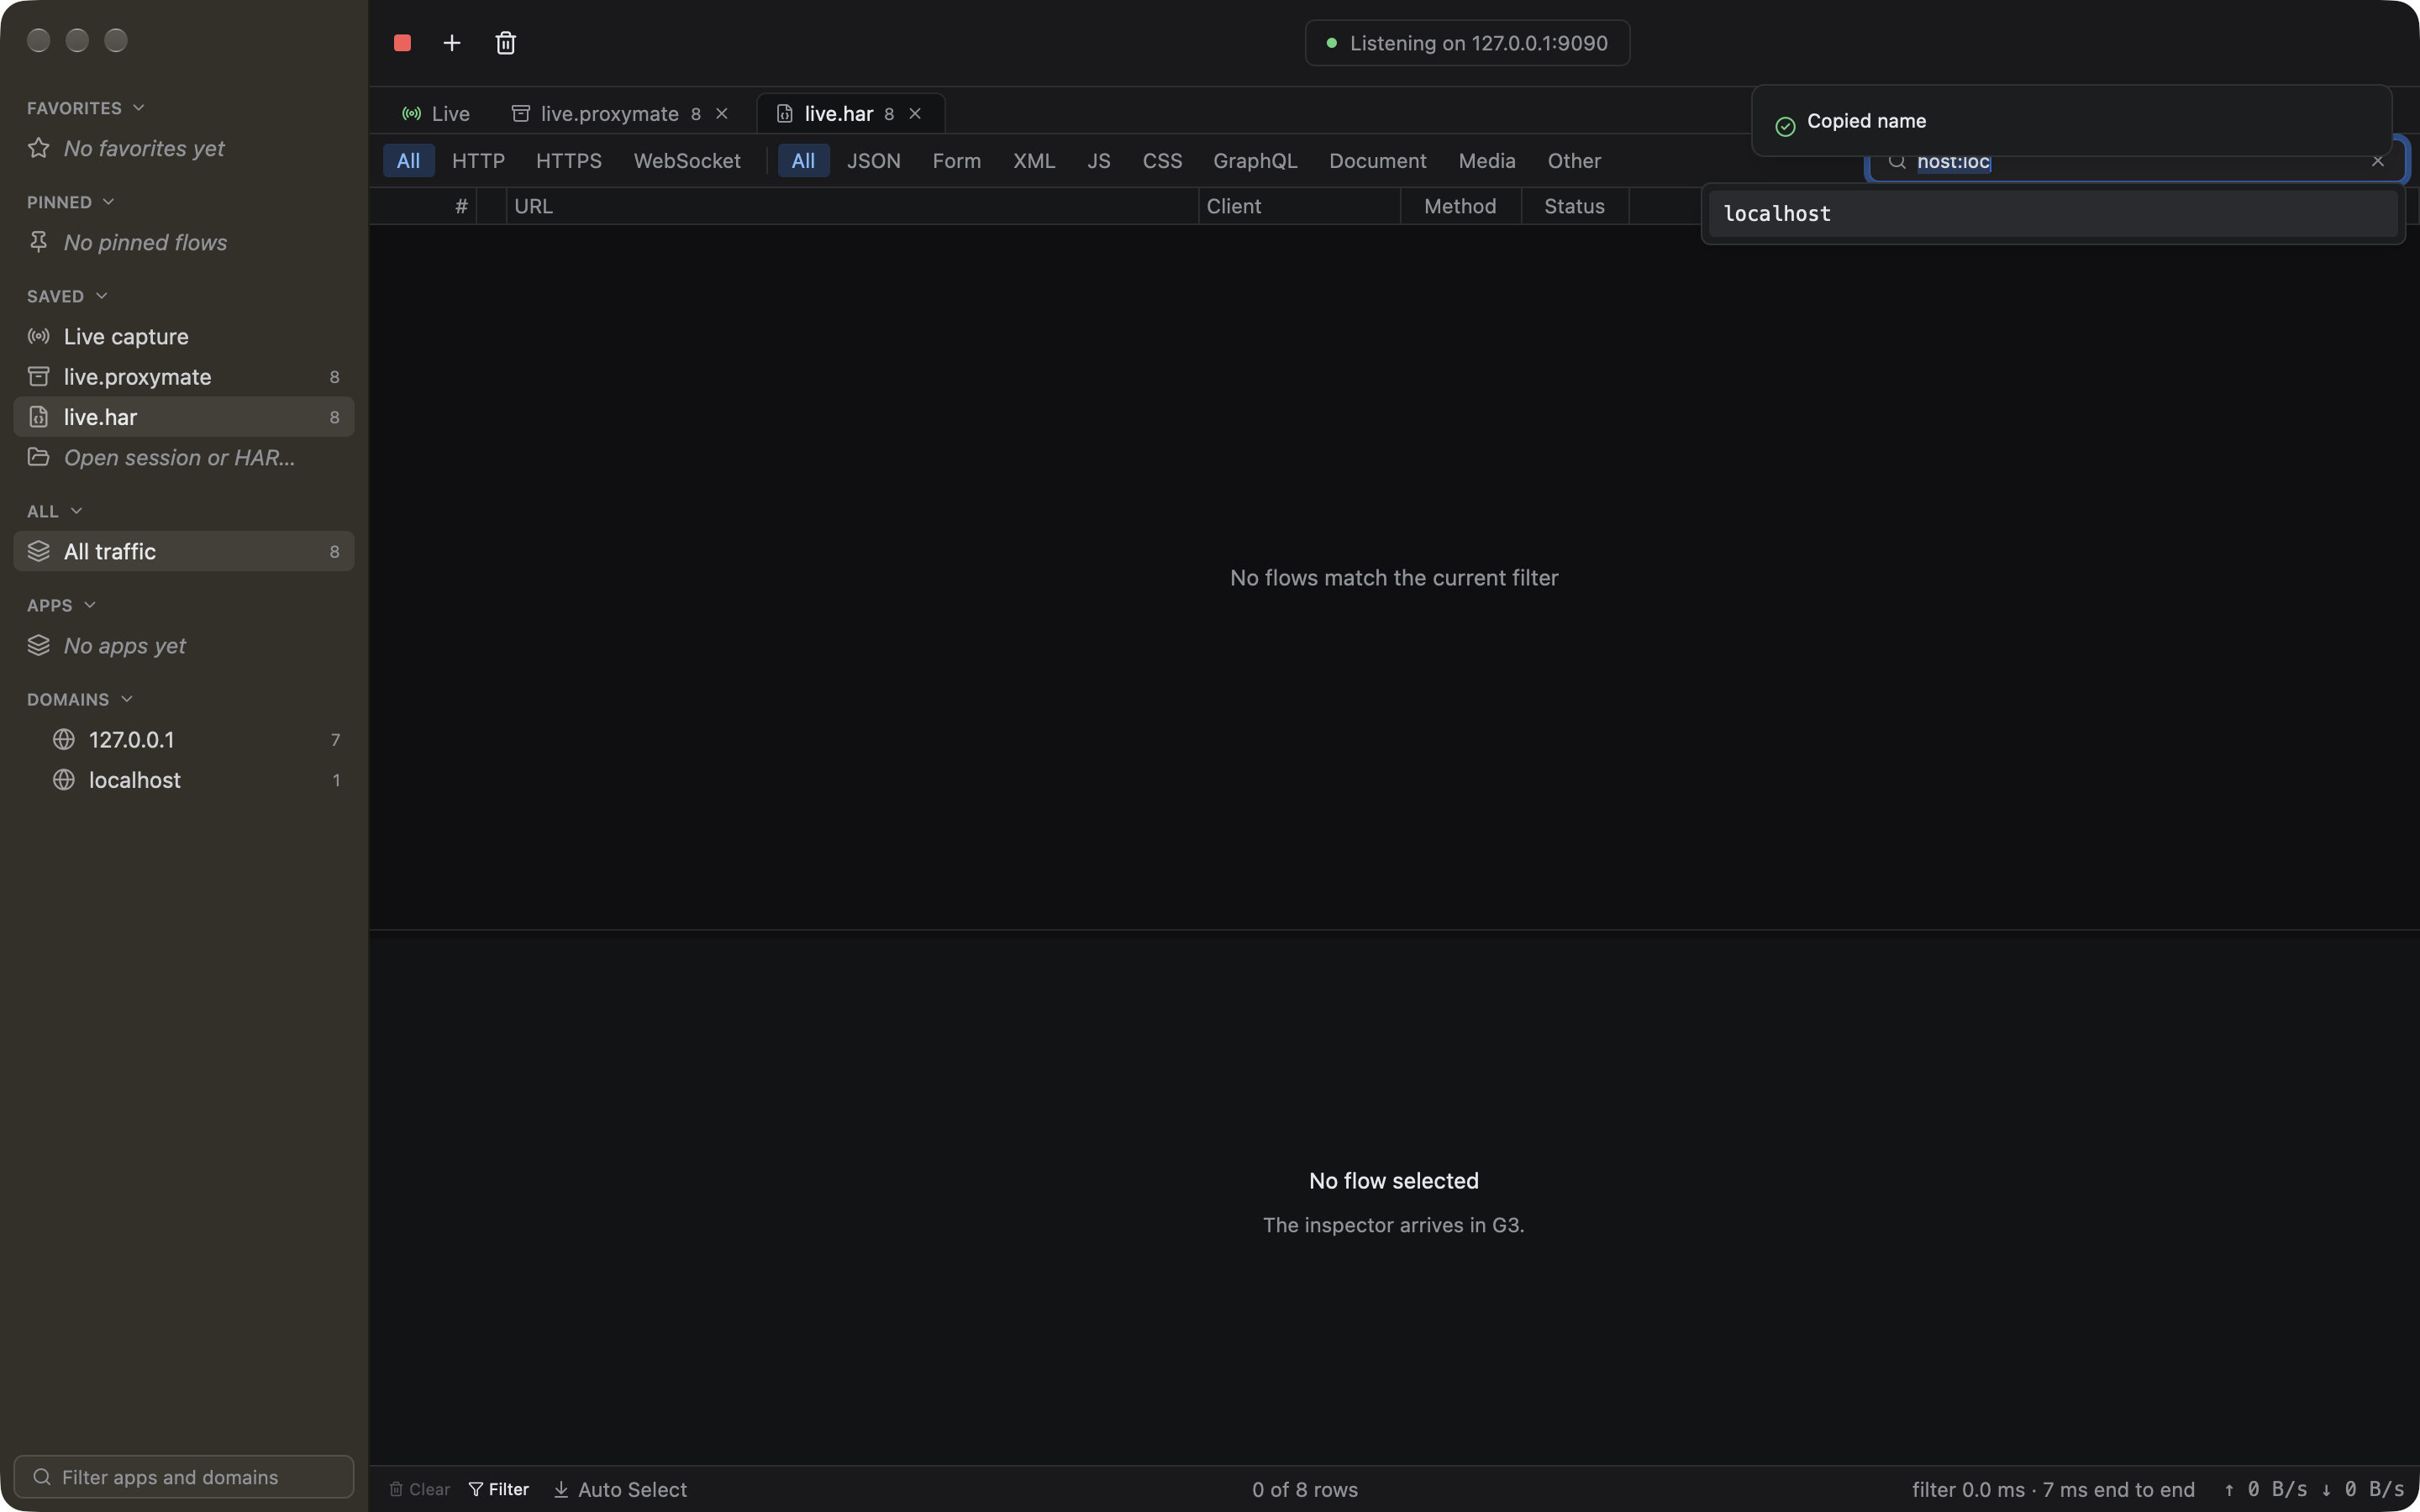 FAVORITES
No favorites yet
PINNED
No pinned flows
SAVED
Live capture
live.proxymate 8
live.har 8
Open session or HAR...
ALL
All traffic 8
APPS
No apps yet
DOMAINS
127.0.0.1 7
localhost 1
Filter apps and domains
Listening on 127.0.0.1:9090
Live live.proxymate 8 live.har 8
Copied name
All HTTP HTTPS WebSocket All JSON Form XML JS CSS GraphQL Document Media Other host:loc
# URL Client Method Status
localhost
No flows match the current filter
No flow selected
The inspector arrives in G3.
Clear Filter Auto Select 0 of 8 rows filter 0.0 ms · 7 ms end to end ↑ 0 B/s ↓ 0 B/s